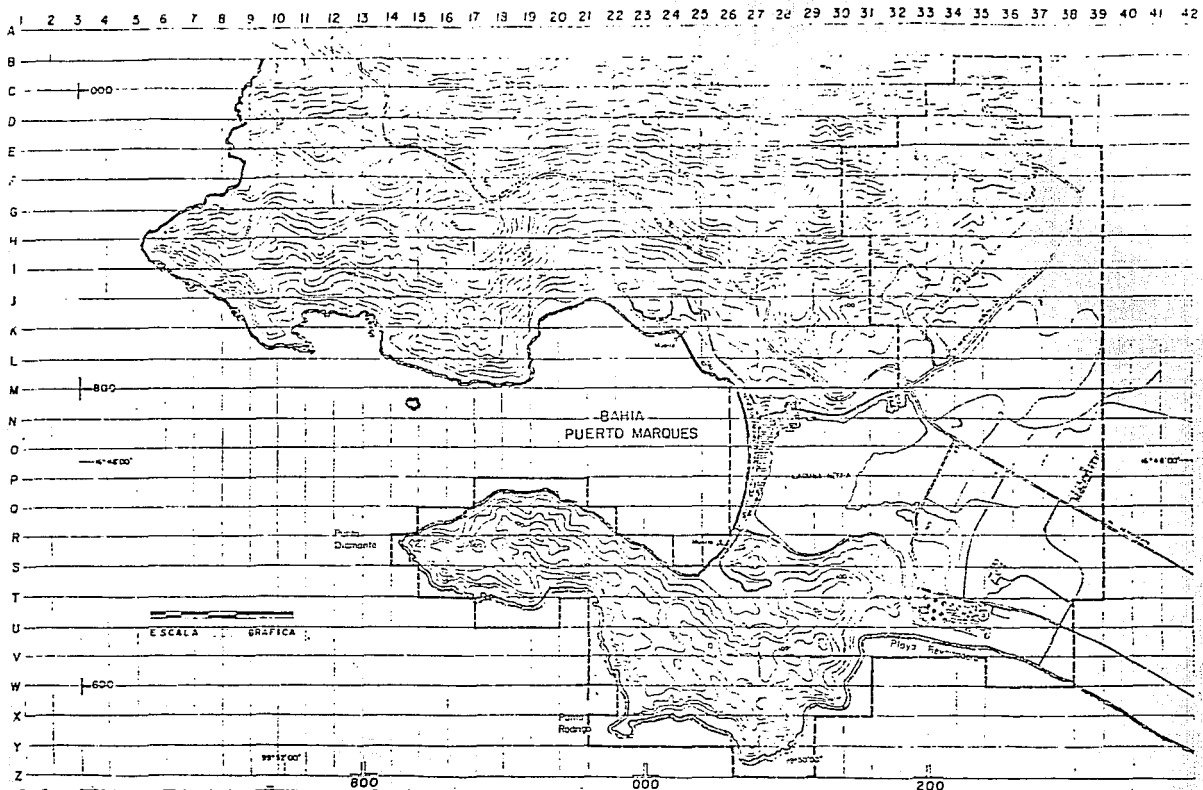 1 2 3 4 5 6 7 8 9 10 11 12 13 14 15 16 17 18 19 20 21 22 23 24 25 26 27 28 29 30 31 32 33 34 35 36 37 38 39 40 41 42
A
B
C
000
D
E
F
G
H
I
J
K
L
M
800
N
BAHIA
O
PUERTO MARQUES
P
Q
R
Punta
Diamante
S
T
U
ESCALA GRAFICA
V
Playa
W
600
X
Punta
Y
99°52'00"
Z
800
000
200